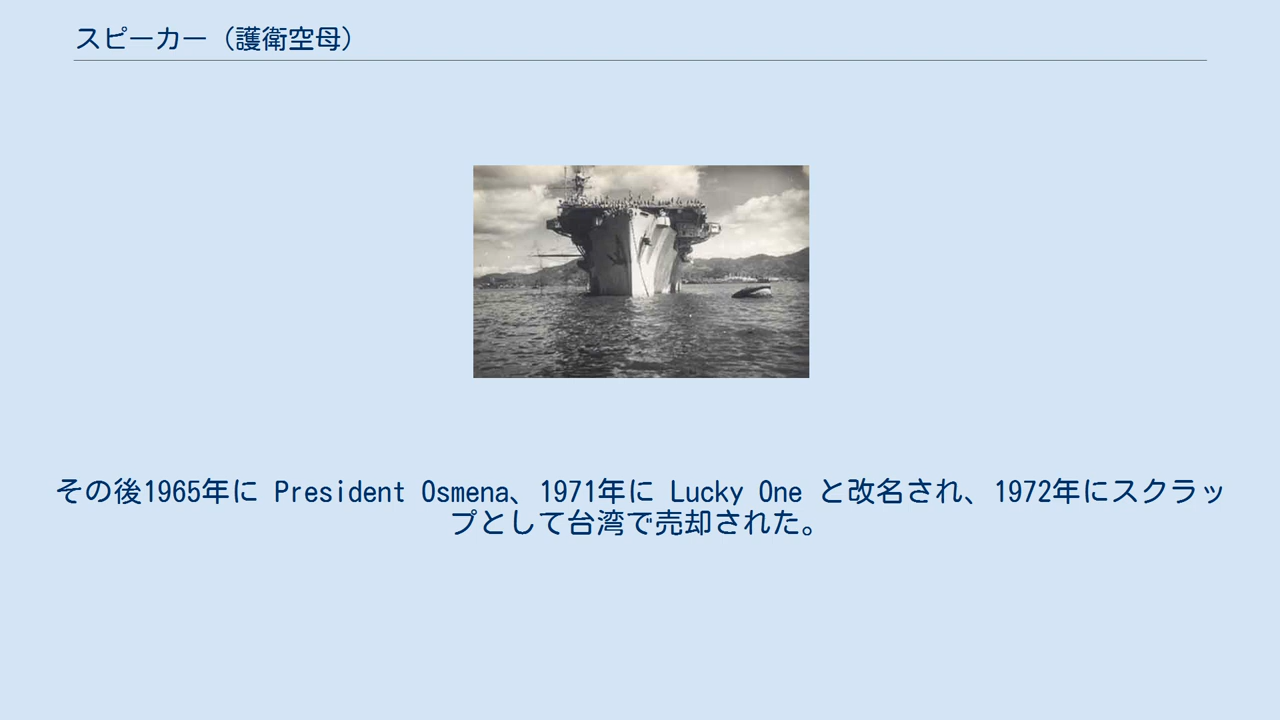 スピーカー（護衛空母）
その後1965年に President Osmena、1971年に Lucky One と改名され、1972年にスクラッ
プとして台湾で売却された。